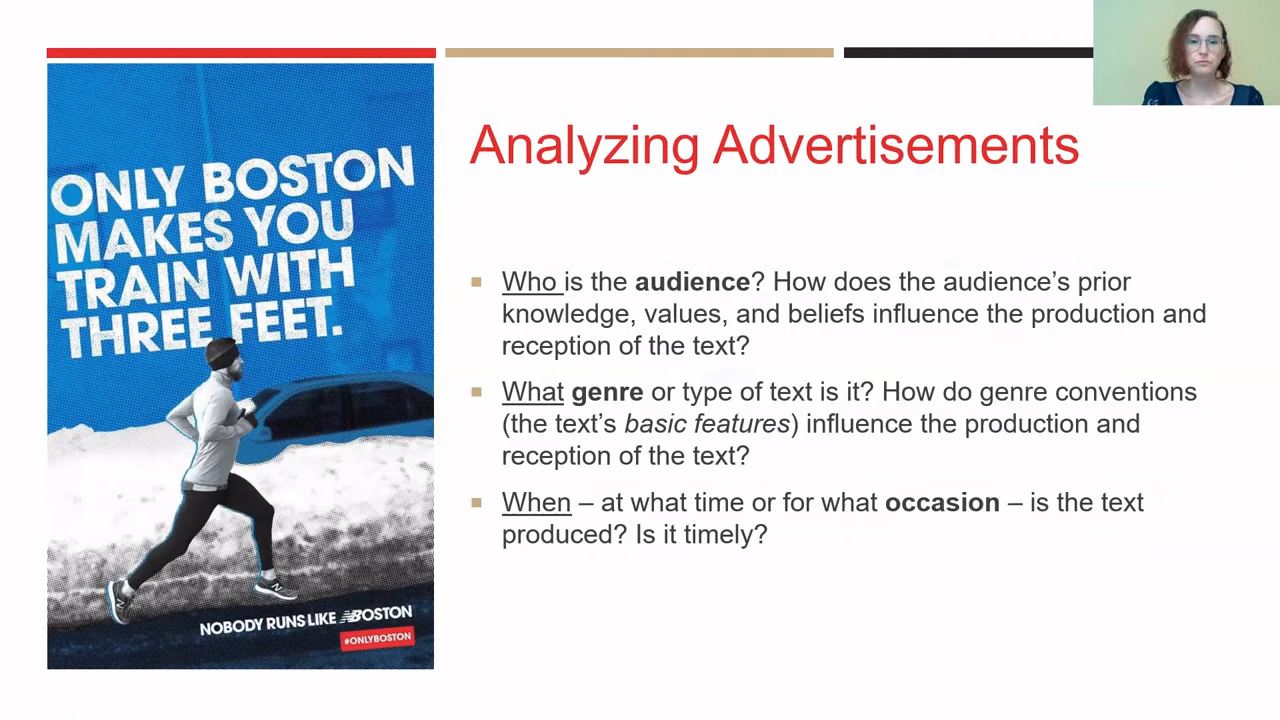 ONLY BOSTON
MAKES YOU
TRAIN WITH
THREE FEET.
NOBODY RUNS LIKE BOSTON
#ONLYBOSTON
Analyzing Advertisements
Who is the audience? How does the audience’s prior
knowledge, values, and beliefs influence the production and
reception of the text?
What genre or type of text is it? How do genre conventions
(the text’s basic features) influence the production and
reception of the text?
When – at what time or for what occasion – is the text
produced? Is it timely?